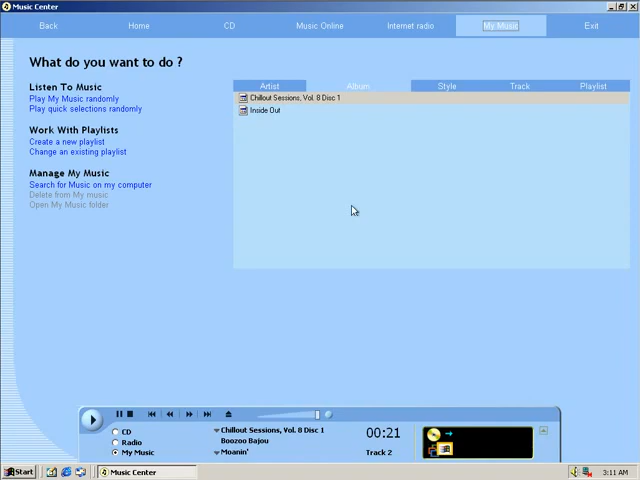 Music Center
Back Home CD Music Online Internet radio My Music Exit
What do you want to do ?
Listen To Music
Play My Music randomly
Play quick selections randomly
Work With Playlists
Create a new playlist
Change an existing playlist
Manage My Music
Search for Music on my computer
Delete from My music
Open My Music folder
Artist Album Style Track Playlist
Chillout Sessions, Vol. 8 Disc 1
Inside Out
CD
Radio
My Music
Chillout Sessions, Vol. 8 Disc 1
Boozoo Bajou
Moanin'
00:21
Track 2
Start Music Center 3:11 AM